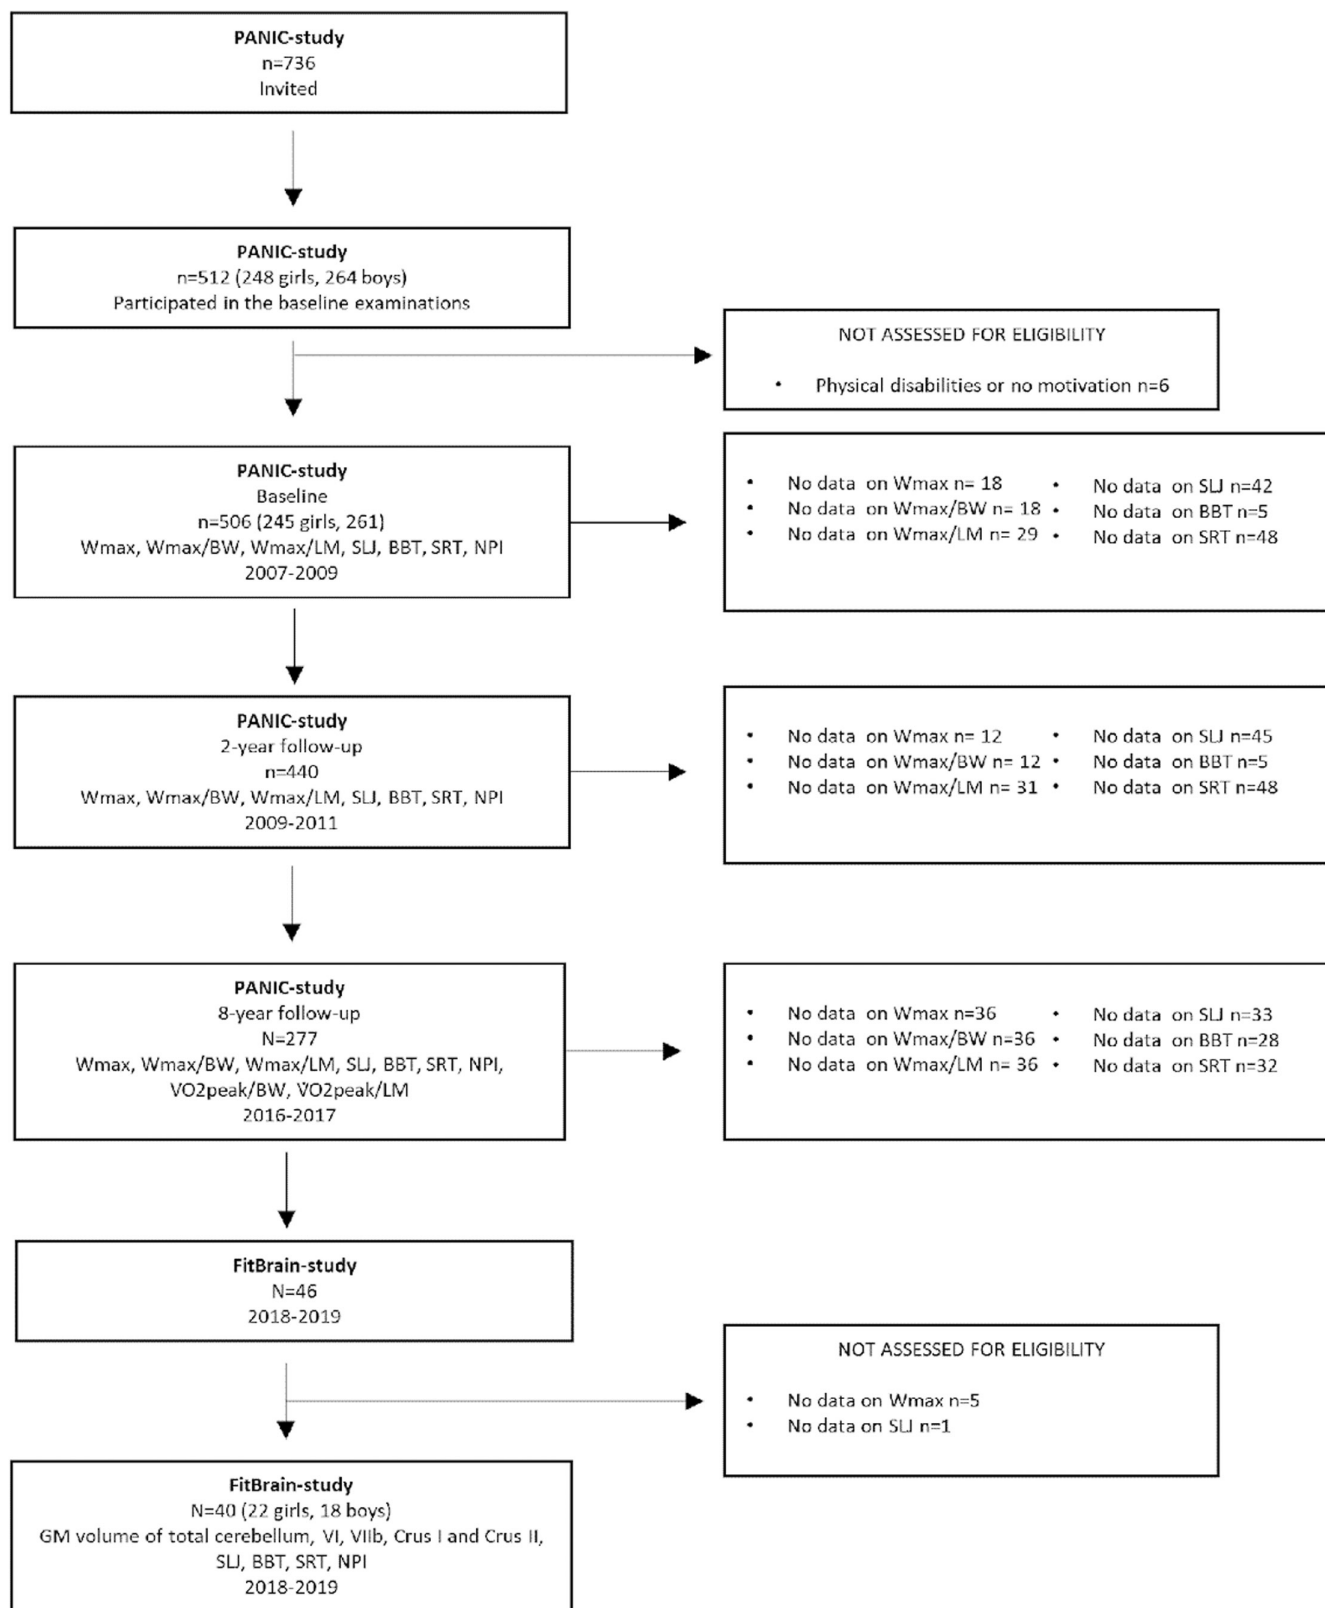 PANIC-study
n=736
Invited
PANIC-study
n=512 (248 girls, 264 boys)
Participated in the baseline examinations
NOT ASSESSED FOR ELIGIBILITY
• Physical disabilities or no motivation n=6
PANIC-study
Baseline
n=506 (245 girls, 261)
Wmax, Wmax/BW, Wmax/LM, SLJ, BBT, SRT, NPI
2007-2009
• No data on Wmax n= 18
• No data on Wmax/BW n= 18
• No data on Wmax/LM n= 29
• No data on SLJ n=42
• No data on BBT n=5
• No data on SRT n=48
PANIC-study
2-year follow-up
n=440
Wmax, Wmax/BW, Wmax/LM, SLJ, BBT, SRT, NPI
2009-2011
• No data on Wmax n= 12
• No data on Wmax/BW n= 12
• No data on Wmax/LM n= 31
• No data on SLJ n=45
• No data on BBT n=5
• No data on SRT n=48
PANIC-study
8-year follow-up
N=277
Wmax, Wmax/BW, Wmax/LM, SLJ, BBT, SRT, NPI,
V̇O2peak/BW, V̇O2peak/LM
2016-2017
• No data on Wmax n=36
• No data on Wmax/BW n=36
• No data on Wmax/LM n= 36
• No data on SLJ n=33
• No data on BBT n=28
• No data on SRT n=32
FitBrain-study
N=46
2018-2019
NOT ASSESSED FOR ELIGIBILITY
• No data on Wmax n=5
• No data on SLJ n=1
FitBrain-study
N=40 (22 girls, 18 boys)
GM volume of total cerebellum, VI, VIIb, Crus I and Crus II,
SLJ, BBT, SRT, NPI
2018-2019